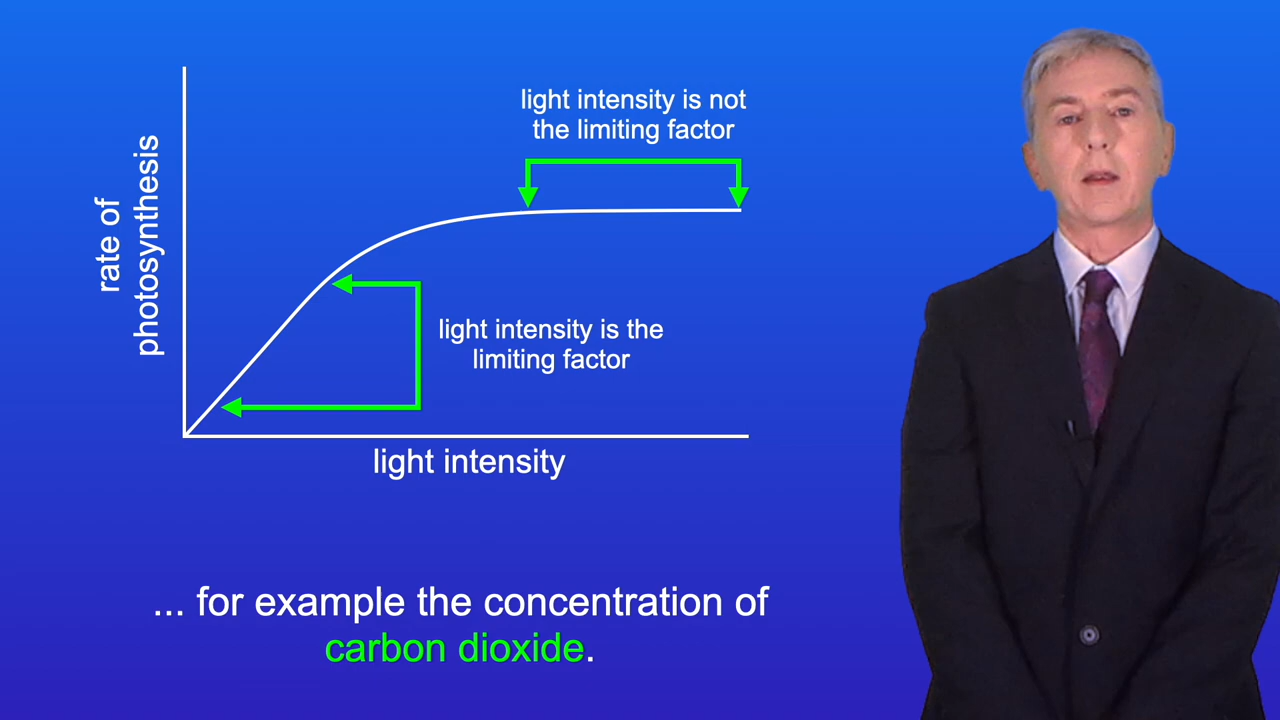 light intensity is not
the limiting factor
rate of
photosynthesis
light intensity is the
limiting factor
light intensity
... for example the concentration of
carbon dioxide.